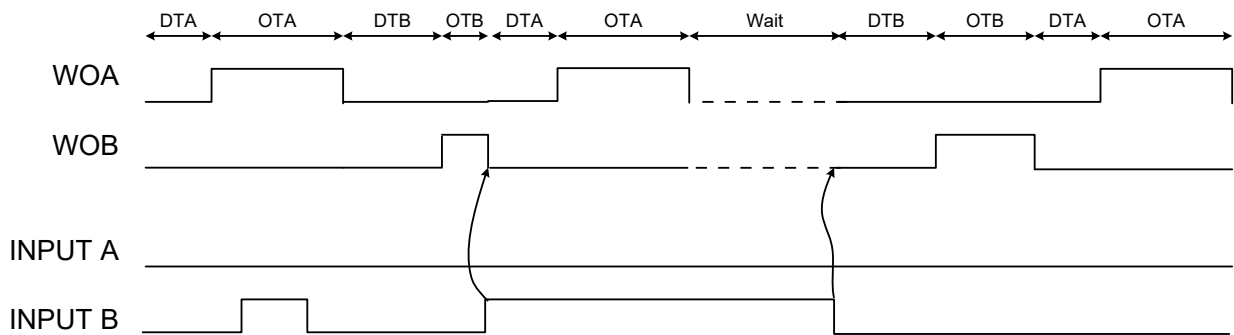 DTA OTA DTB OTB DTA OTA Wait DTB OTB DTA OTA
WOA
WOB
INPUT A
INPUT B